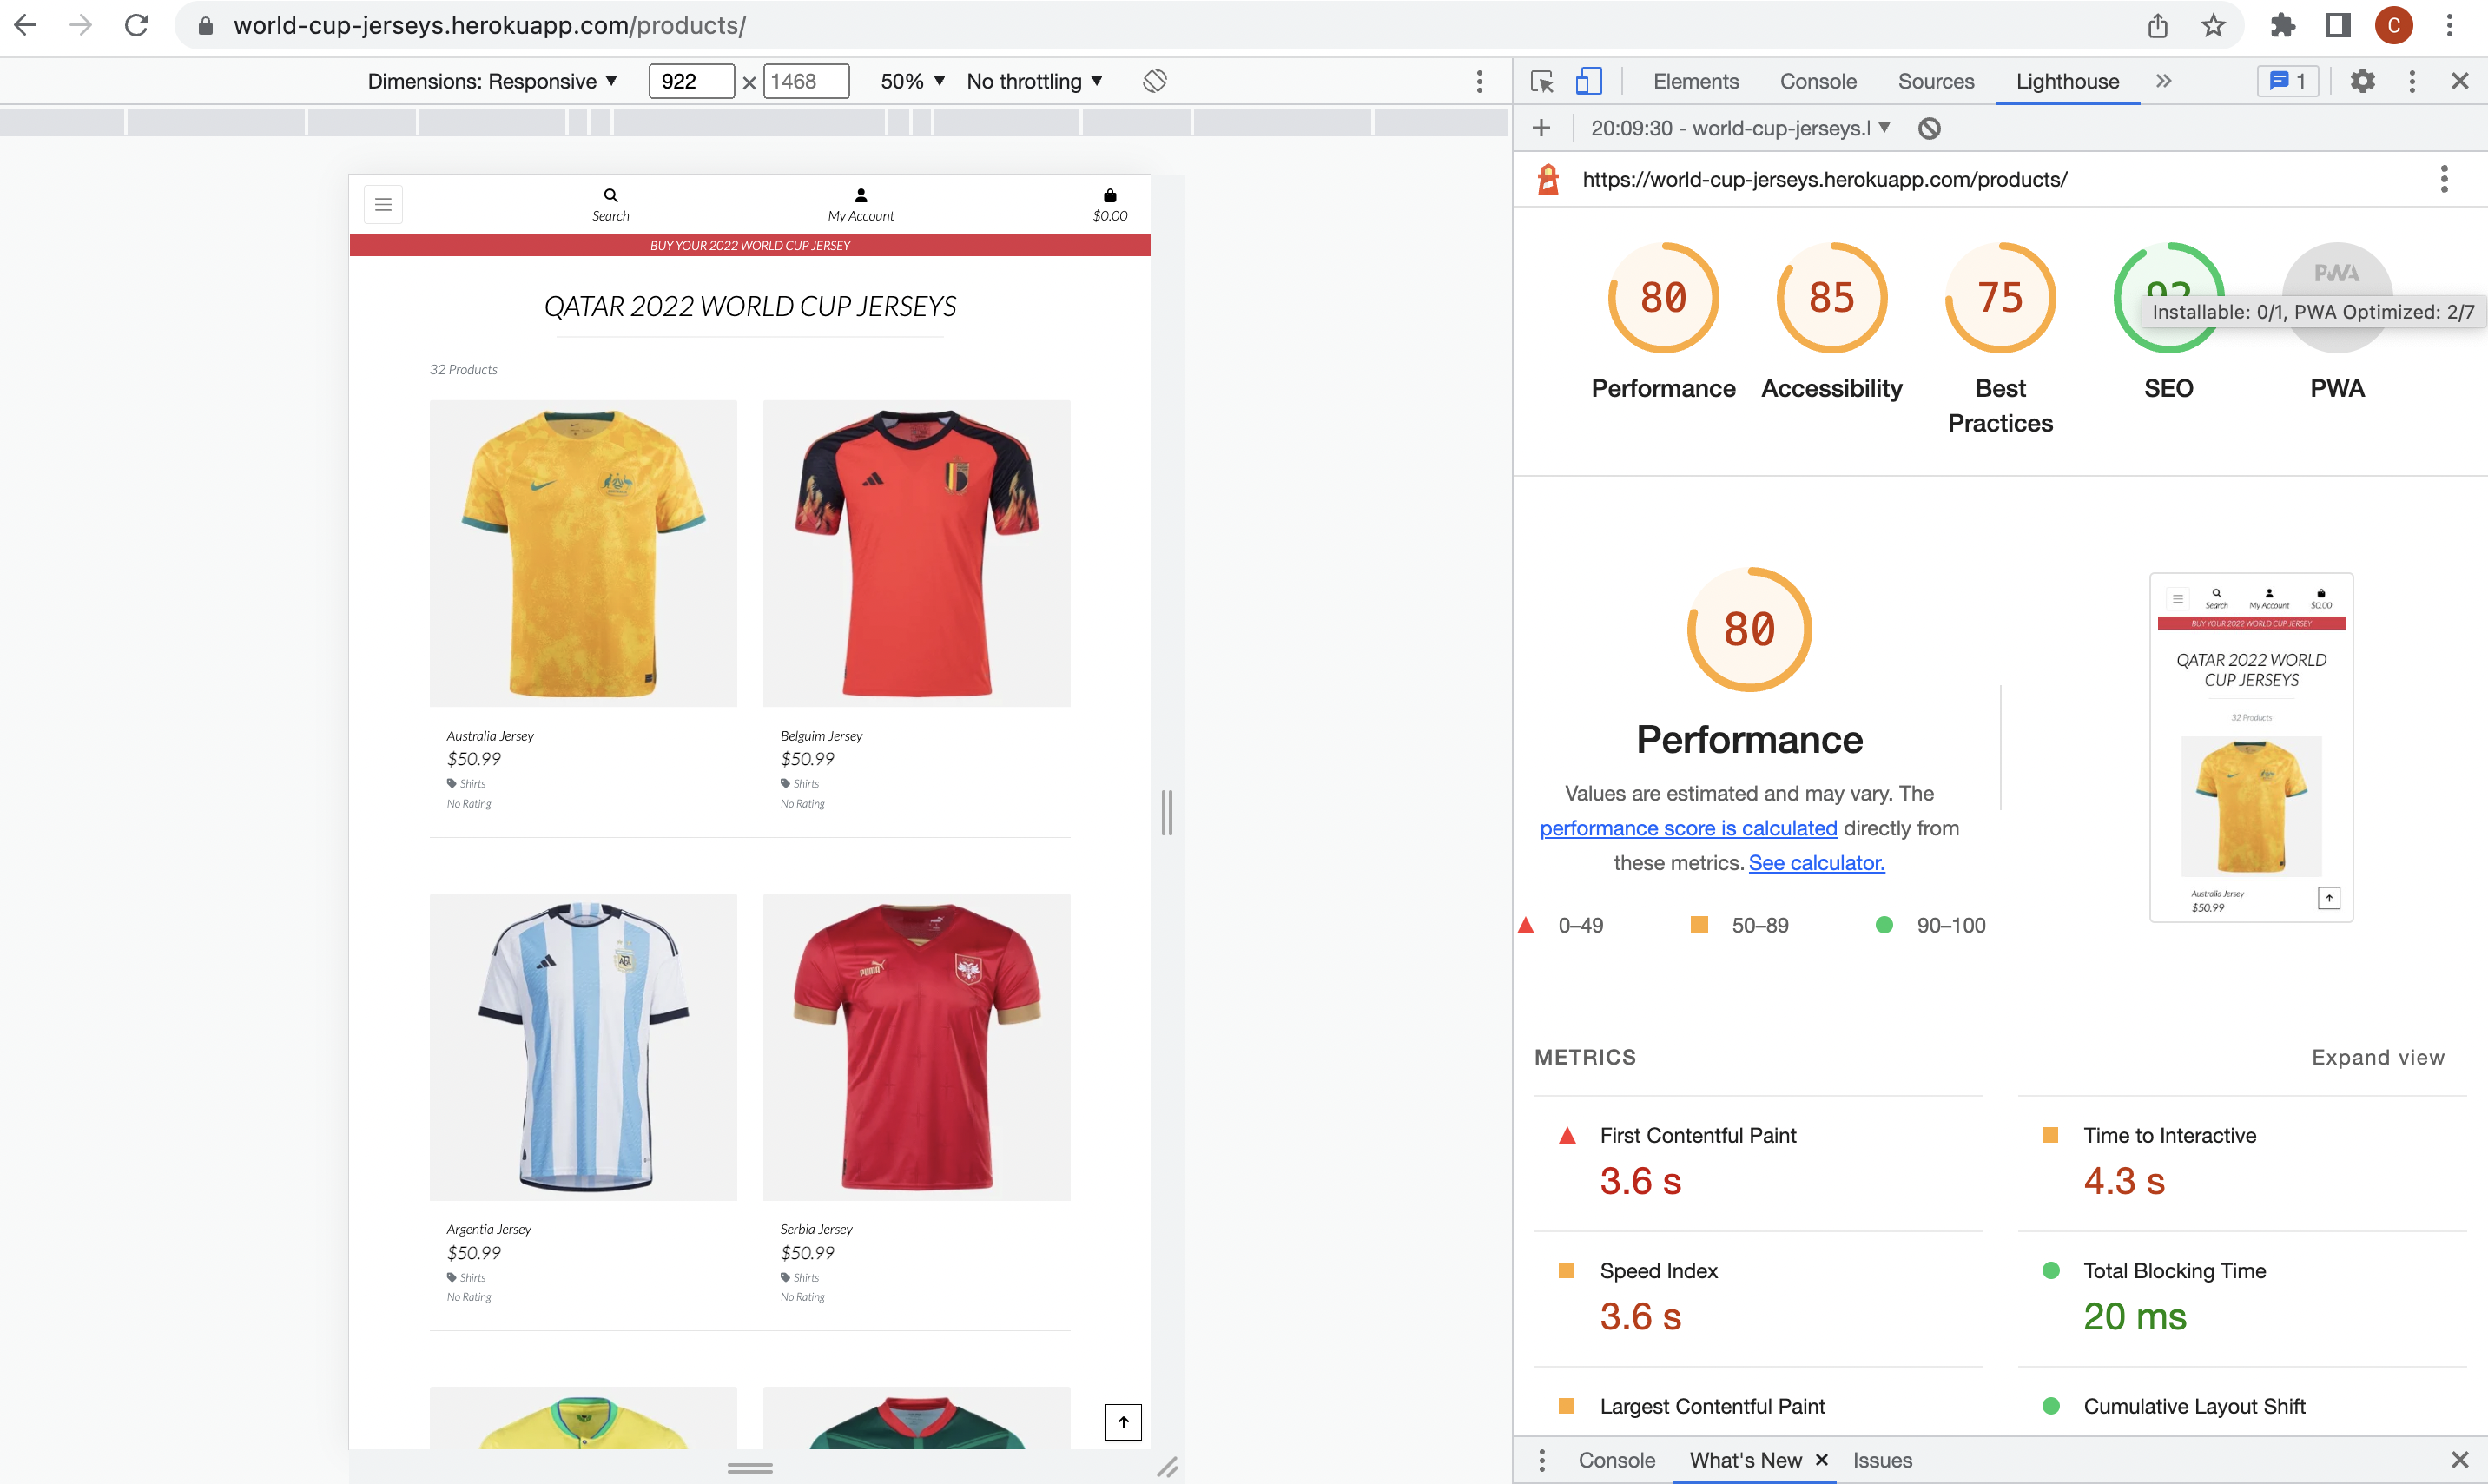 world-cup-jerseys.herokuapp.com/products/
C
Dimensions: Responsive ▼ 922 × 1468 50% ▼ No throttling ▼
Elements Console Sources Lighthouse » 1
+ 20:09:30 - world-cup-jerseys.l ▼
https://world-cup-jerseys.herokuapp.com/products/
Search My Account $0.00
BUY YOUR 2022 WORLD CUP JERSEY
QATAR 2022 WORLD CUP JERSEYS
32 Products
Australia Jersey
$50.99
Shirts
No Rating
Belguim Jersey
$50.99
Shirts
No Rating
Argentia Jersey
$50.99
Shirts
No Rating
Serbia Jersey
$50.99
Shirts
No Rating
PUMA
80
Performance
85
Accessibility
75
Best
Practices
SEO
PWA
PWA
Installable: 0/1, PWA Optimized: 2/7
80
Performance
Values are estimated and may vary. The
performance score is calculated directly from
these metrics. See calculator.
0–49 50–89 90–100
Search My Account $0.00
BUY YOUR 2022 WORLD CUP JERSEY
QATAR 2022 WORLD
CUP JERSEYS
32 Products
Australia Jersey
$50.99
METRICS
Expand view
First Contentful Paint
3.6 s
Time to Interactive
4.3 s
Speed Index
3.6 s
Total Blocking Time
20 ms
Largest Contentful Paint
Cumulative Layout Shift
Console What's New × Issues